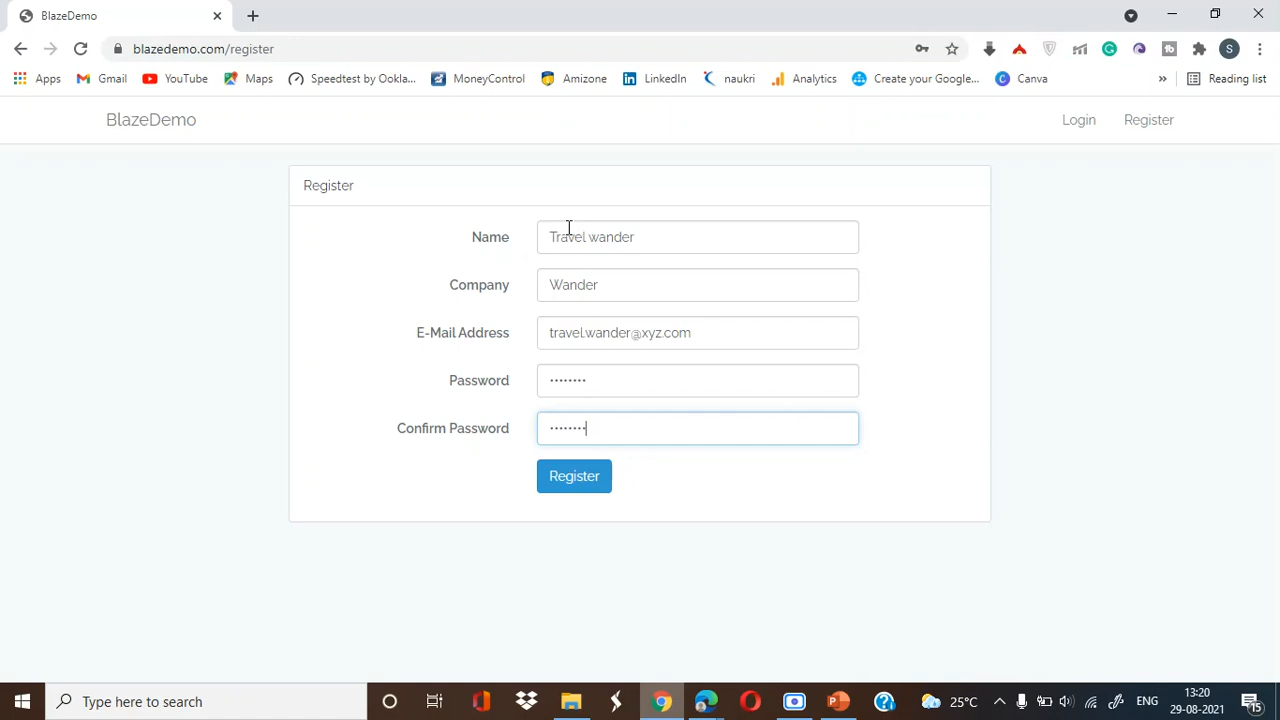 BlazeDemo
blazedemo.com/register
Apps Gmail YouTube Maps Speedtest by Ookla... MoneyControl Amizone LinkedIn naukri Analytics Create your Google... Canva » Reading list
BlazeDemo Login Register
Register
Name Travel wander
Company Wander
E-Mail Address travel.wander@xyz.com
Password ••••••••
Confirm Password ••••••••
Register
Type here to search 25°C ENG 13:20
29-08-2021 15